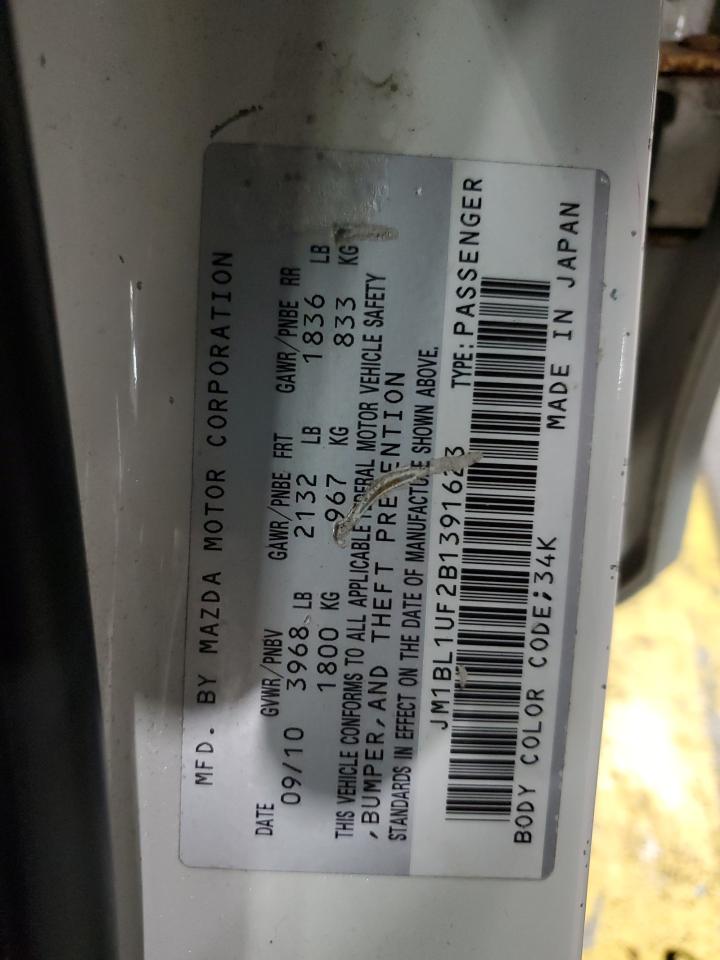 MFD. BY MAZDA MOTOR CORPORATION
DATE GVWR/PNBV GAWR/PNBE FRT GAWR/PNBE RR
09/10 3968 LB 2132 LB 1836 LB
1800 KG 967 KG 833 KG
THIS VEHICLE CONFORMS TO ALL APPLICABLE FEDERAL MOTOR VEHICLE SAFETY
,BUMPER,AND THEFT PREVENTION
STANDARDS IN EFFECT ON THE DATE OF MANUFACTURE SHOWN ABOVE.
JM1BL1UF2B1391623 TYPE:PASSENGER
BODY COLOR CODE;34K MADE IN JAPAN